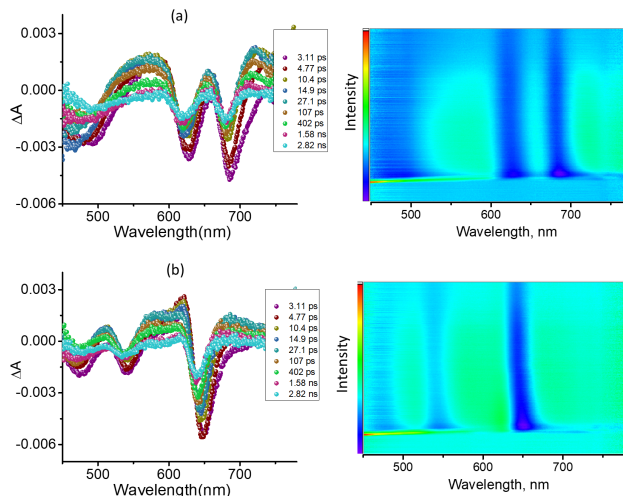 (a)
0.003
0.000
-0.003
-0.006
ΔA
500
600
700
Wavelength(nm)
3.11 ps
4.77 ps
10.4 ps
14.9 ps
27.1 ps
107 ps
402 ps
1.58 ns
2.82 ns
Intensity
500
600
700
Wavelength, nm
(b)
0.003
0.000
-0.003
-0.006
ΔA
500
600
700
Wavelength(nm)
3.11 ps
4.77 ps
10.4 ps
14.9 ps
27.1 ps
107 ps
402 ps
1.58 ns
2.82 ns
Intensity
500
600
700
Wavelength, nm